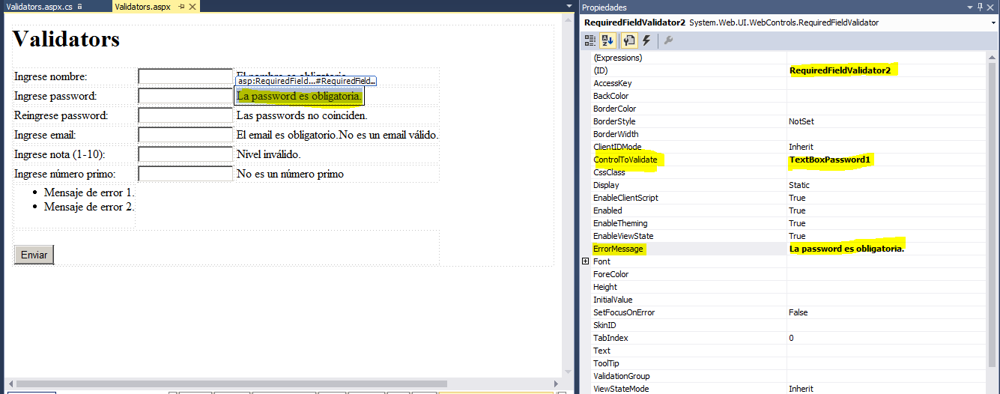 Validators.aspx.cs
Validators.aspx
Validators
Ingrese nombre:
El nombre es obligatorio.
asp:RequiredField...#RequiredField...
Ingrese password:
La password es obligatoria.
Reingrese password:
Las passwords no coinciden.
Ingrese email:
El email es obligatorio.No es un email válido.
Ingrese nota (1-10):
Nivel inválido.
Ingrese número primo:
No es un número primo
Mensaje de error 1.
Mensaje de error 2.
Enviar
Propiedades
RequiredFieldValidator2 System.Web.UI.WebControls.RequiredFieldValidator
(Expressions)
(ID) RequiredFieldValidator2
AccessKey
BackColor
BorderColor
BorderStyle NotSet
BorderWidth
ClientIDMode Inherit
ControlToValidate TextBoxPassword1
CssClass
Display Static
EnableClientScript True
Enabled True
EnableTheming True
EnableViewState True
ErrorMessage La password es obligatoria.
Font
ForeColor
Height
InitialValue
SetFocusOnError False
SkinID
TabIndex 0
Text
ToolTip
ValidationGroup
ViewStateMode Inherit